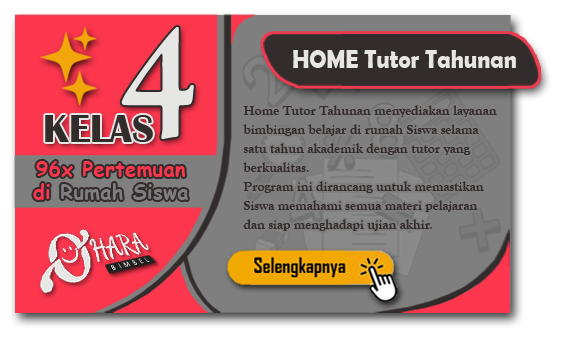 KELAS 4
96x Pertemuan
di Rumah Siswa
O'HARA
BIMBEL
HOME Tutor Tahunan
Home Tutor Tahunan menyediakan layanan
bimbingan belajar di rumah Siswa selama
satu tahun akademik dengan tutor yang
berkualitas.
Program ini dirancang untuk memastikan
Siswa memahami semua materi pelajaran
dan siap menghadapi ujian akhir.
Selengkapnya